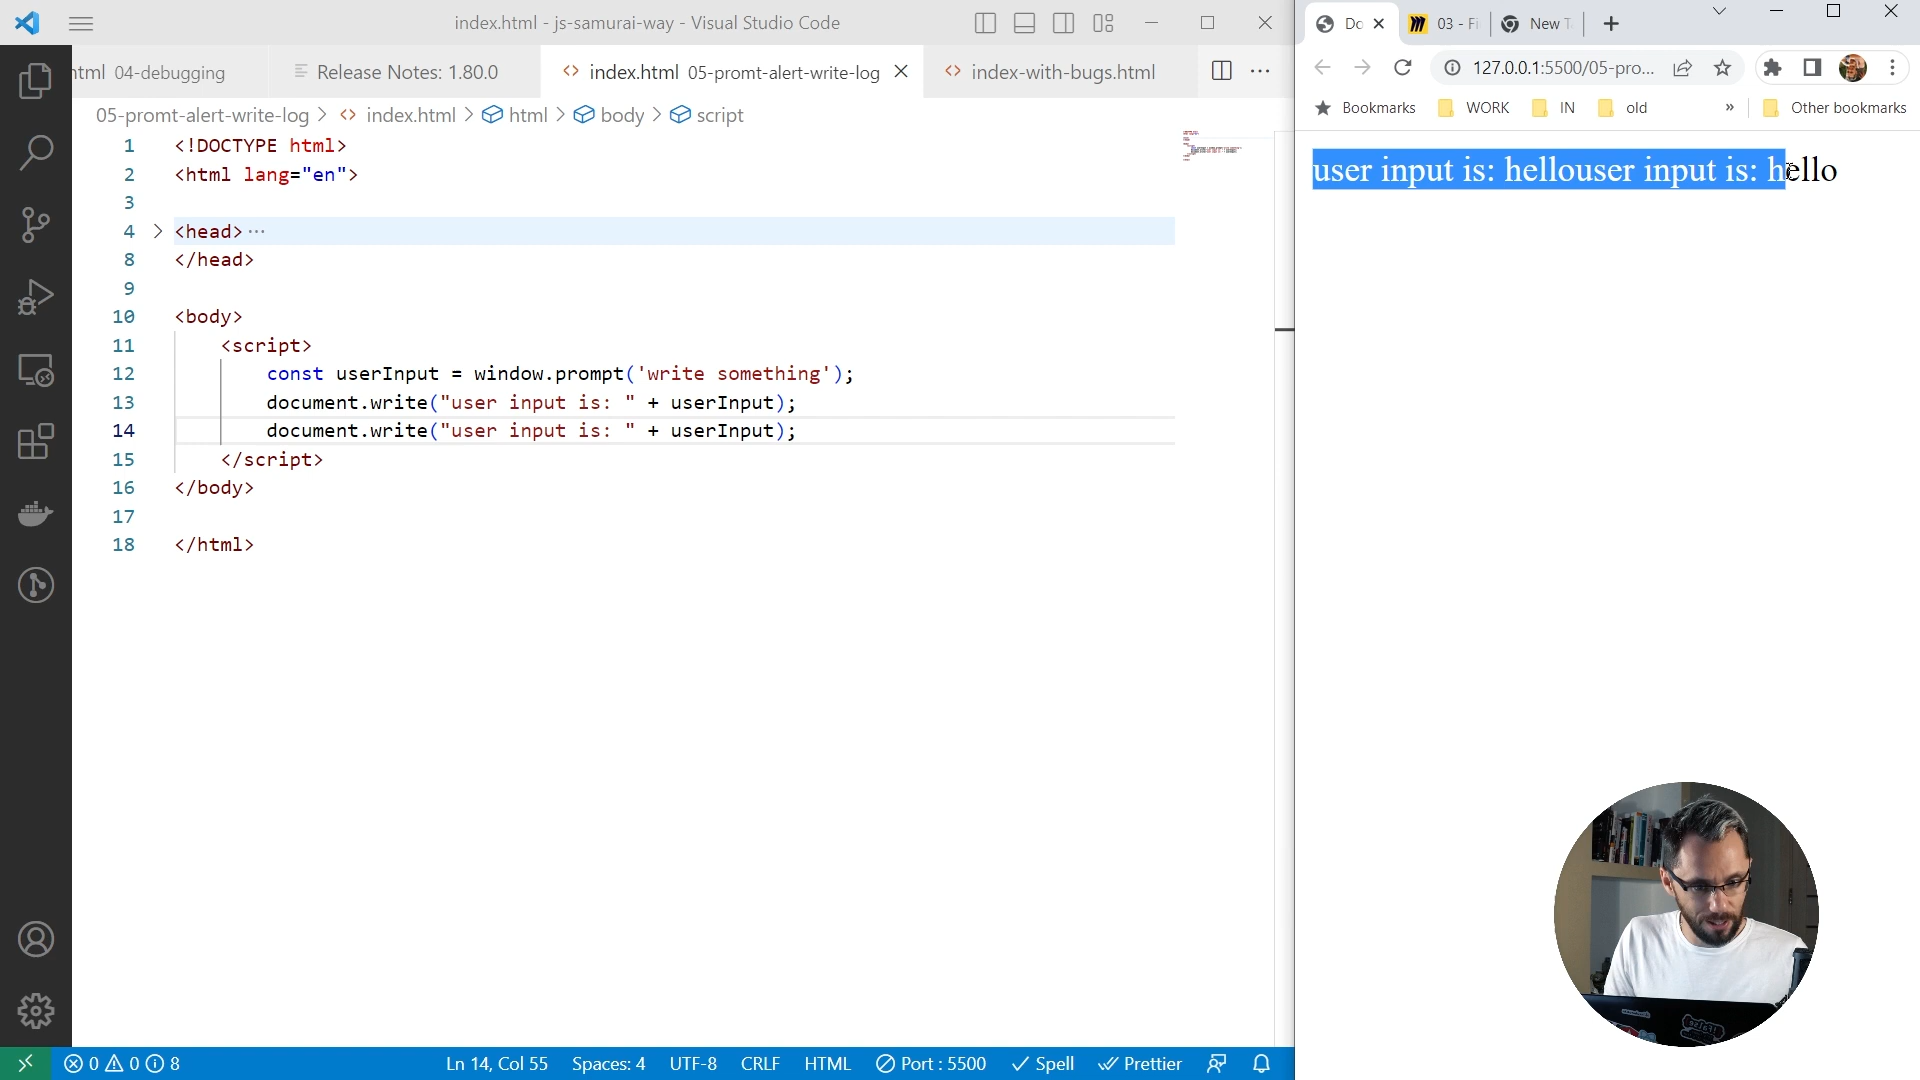 index.html - js-samurai-way - Visual Studio Code
html 04-debugging
Release Notes: 1.80.0
index.html 05-promt-alert-write-log
index-with-bugs.html
05-promt-alert-write-log > index.html > html > body > script
1 <!DOCTYPE html>
2 <html lang="en">
3
4 <head>···
8 </head>
9
10 <body>
11 <script>
12 const userInput = window.prompt('write something');
13 document.write("user input is: " + userInput);
14 document.write("user input is: " + userInput);
15 </script>
16 </body>
17
18 </html>
0 0 8
Ln 14, Col 55 Spaces: 4 UTF-8 CRLF HTML Port : 5500 Spell Prettier
Do
03 - Fi
New T
127.0.0.1:5500/05-pro...
Bookmarks WORK IN old » Other bookmarks
user input is: hellouser input is: hello